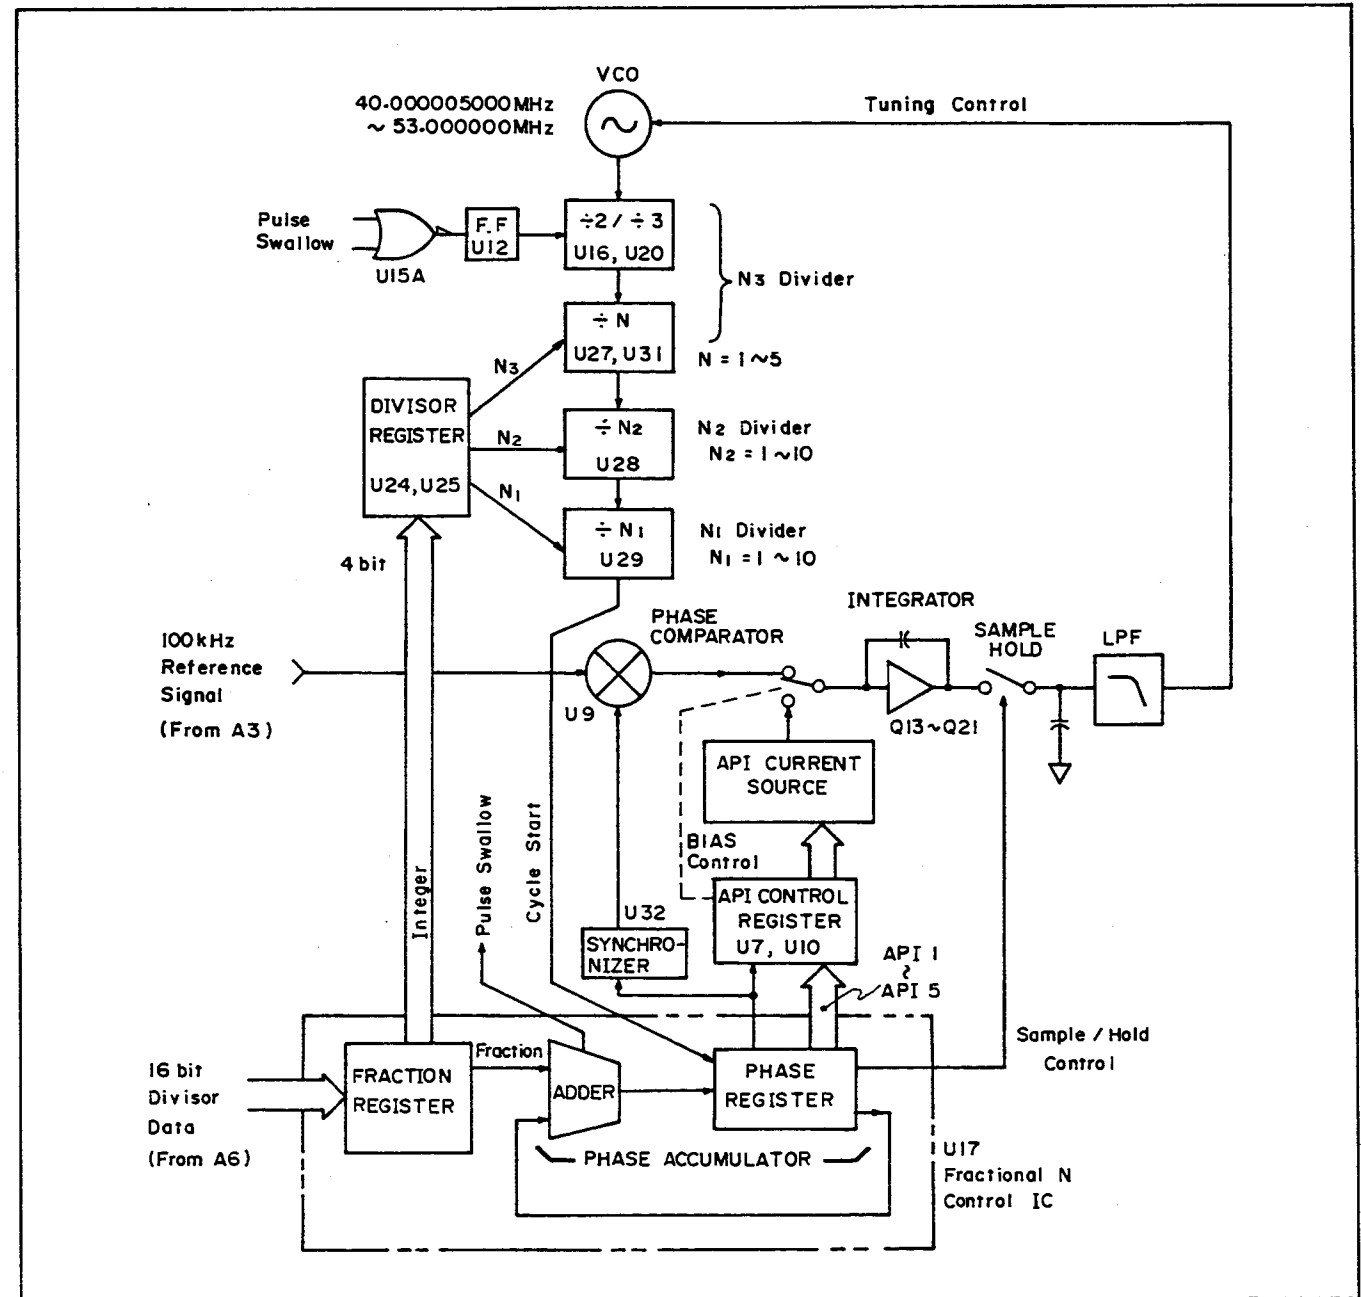 VCO
40.000005000MHz
~ 53.000000MHz
Tuning Control
Pulse
Swallow
U15A
F.F
U12
÷2 / ÷3
U16, U20
N3 Divider
÷ N
U27, U31
N = 1 ~ 5
N3
DIVISOR
REGISTER
U24, U25
N2
÷ N2
U28
N2 Divider
N2 = 1 ~ 10
N1
÷ N1
U29
N1 Divider
N1 = 1 ~ 10
4 bit
100kHz
Reference
Signal
(From A3)
PHASE
COMPARATOR
U9
INTEGRATOR
Q13~Q21
SAMPLE
HOLD
LPF
API CURRENT
SOURCE
BIAS
Control
API CONTROL
REGISTER
U7, U10
Integer
Pulse Swallow
Cycle Start
U32
SYNCHRO-
NIZER
API 1
~
API 5
Sample / Hold
Control
16 bit
Divisor
Data
(From A6)
FRACTION
REGISTER
Fraction
ADDER
PHASE
REGISTER
PHASE ACCUMULATOR
U17
Fractional N
Control IC